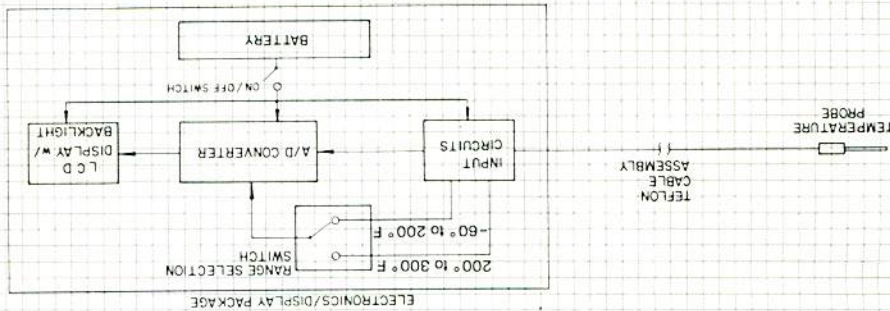 ELECTRONICS/DISPLAY PACKAGE
200° to 300° F
-60° to 200° F
RANGE SELECTION
SWITCH
TEMPERATURE
PROBE
TEFLON
CABLE
ASSEMBLY
INPUT
CIRCUITS
A/D CONVERTER
LCD
DISPLAY W/
BACKLIGHT
ON/OFF SWITCH
BATTERY